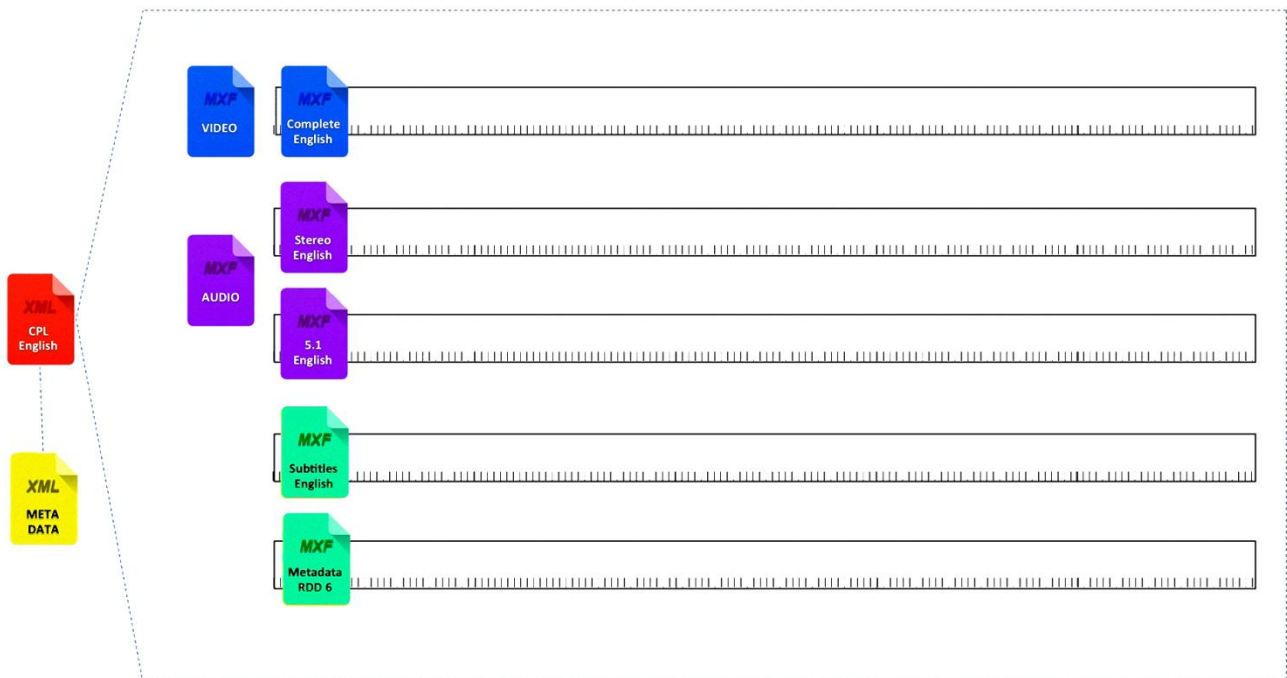 MXF
VIDEO
MXF
Complete
English
MXF
Stereo
English
MXF
AUDIO
XML
CPL
English
MXF
5.1
English
MXF
Subtitles
English
XML
META
DATA
MXF
Metadata
RDD 6